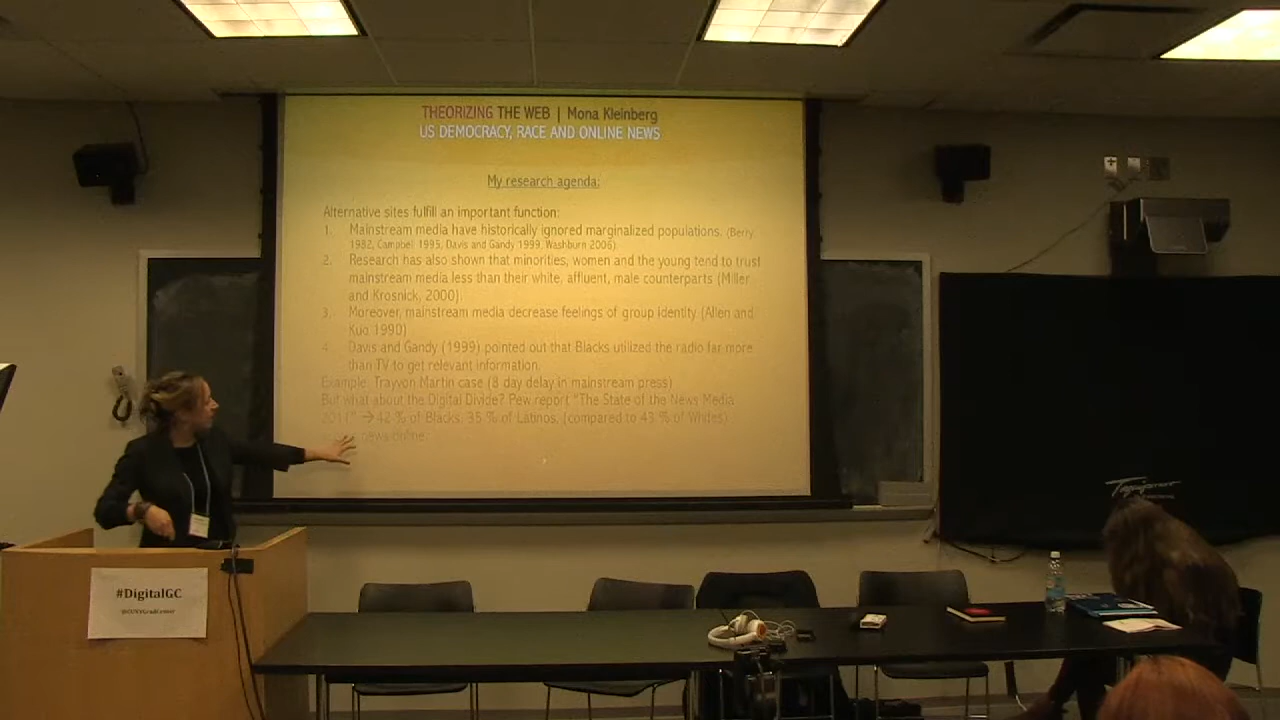 THEORIZING THE WEB | Mona Kleinberg
US DEMOCRACY, RACE AND ONLINE NEWS
My research agenda:
Alternative sites fulfill an important function:
1. Mainstream media have historically ignored marginalized populations. (Berry
1982, Campbel 1995, Davis and Gandy 1999, Washburn 2006).
2. Research has also shown that minorities, women and the young tend to trust
mainstream media less than their white, affluent, male counterparts (Miller
and Krosnick, 2000).
3. Moreover, mainstream media decrease feelings of group identity. (Allen and
Kuo 1990)
4. Davis and Gandy (1999) pointed out that Blacks utilized the radio far more
than TV to get relevant information.
Example: Trayvon Martin case (8 day delay in mainstream press)
But what about the Digital Divide? Pew report "The State of the News Media
2011" → 42 % of Blacks, 35 % of Latinos, (compared to 43 % of Whites)
news online.
#DigitalGC
@CUNYGradCenter